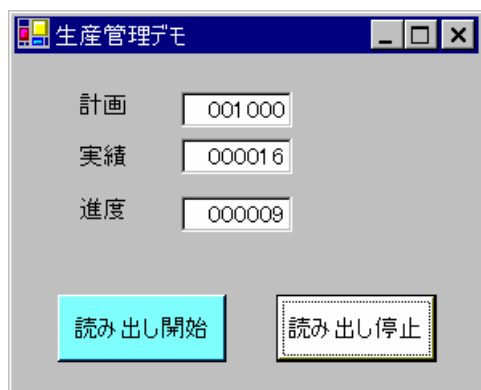 生産管理デモ
計画 001000
実績 000016
進度 000009
読み出し開始 読み出し停止